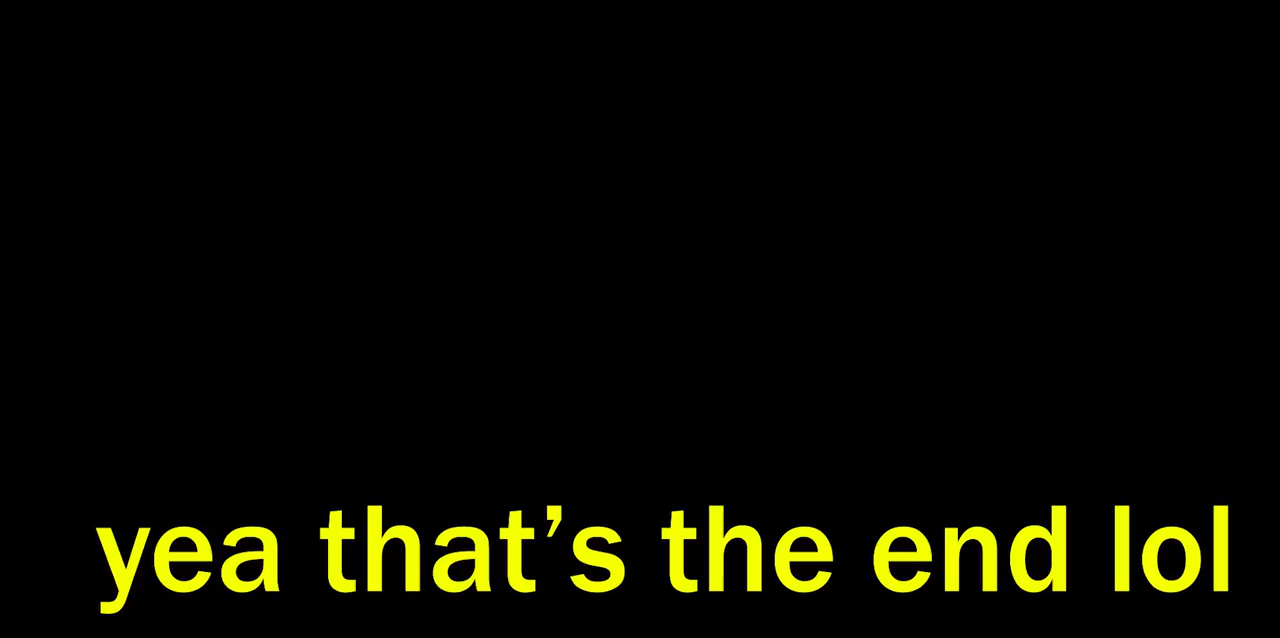 yea that’s the end lol